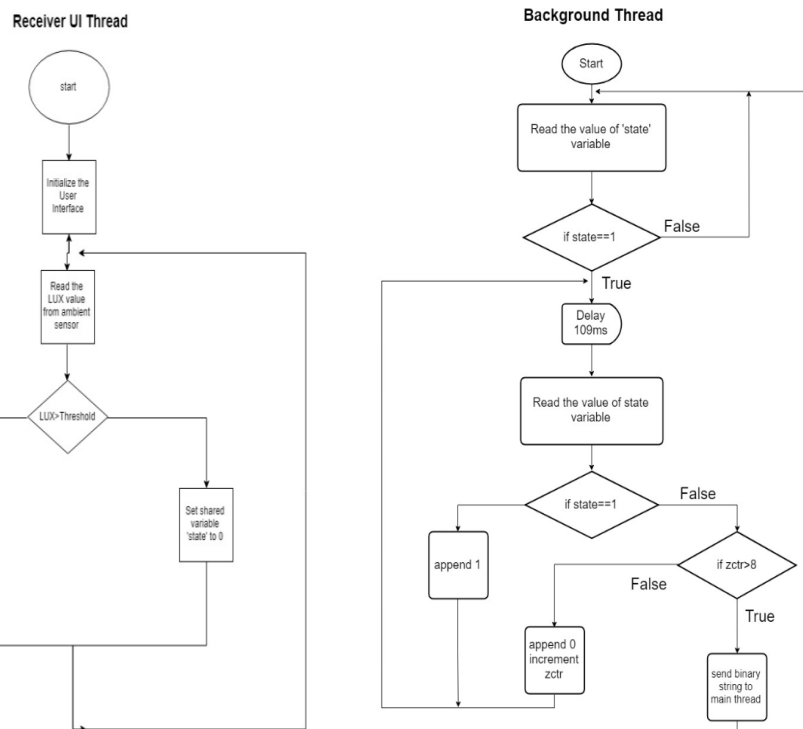 Receiver UI Thread
start
Initialize the
User
Interface
Read the
LUX value
from ambient
sensor
LUX>Threshold
Set shared
variable
'state' to 0
Background Thread
Start
Read the value of 'state'
variable
if state==1
False
True
Delay
109ms
Read the value of state
variable
if state==1
False
append 1
if zctr>8
False
True
append 0
increment
zctr
send binary
string to
main thread